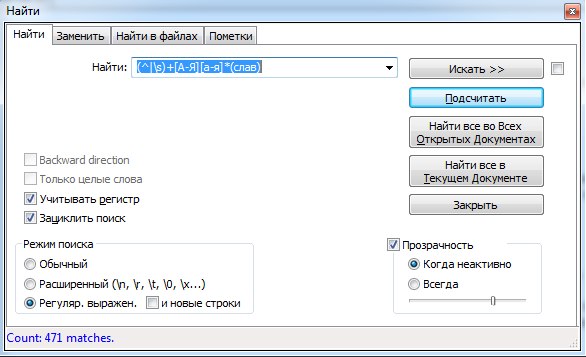 Найти
Найти Заменить Найти в файлах Пометки
Найти: (^|\s)+[А-Я][а-я]*(слав)
Искать >>
Подсчитать
Найти все во Всех
Открытых Документах
Найти все в
Текущем Документе
Закрыть
Backward direction
Только целые слова
Учитывать регистр
Зациклить поиск
Режим поиска
Обычный
Расширенный (\n, \r, \t, \0, \x...)
Регуляр. выражен. и новые строки
Прозрачность
Когда неактивно
Всегда
Count: 471 matches.